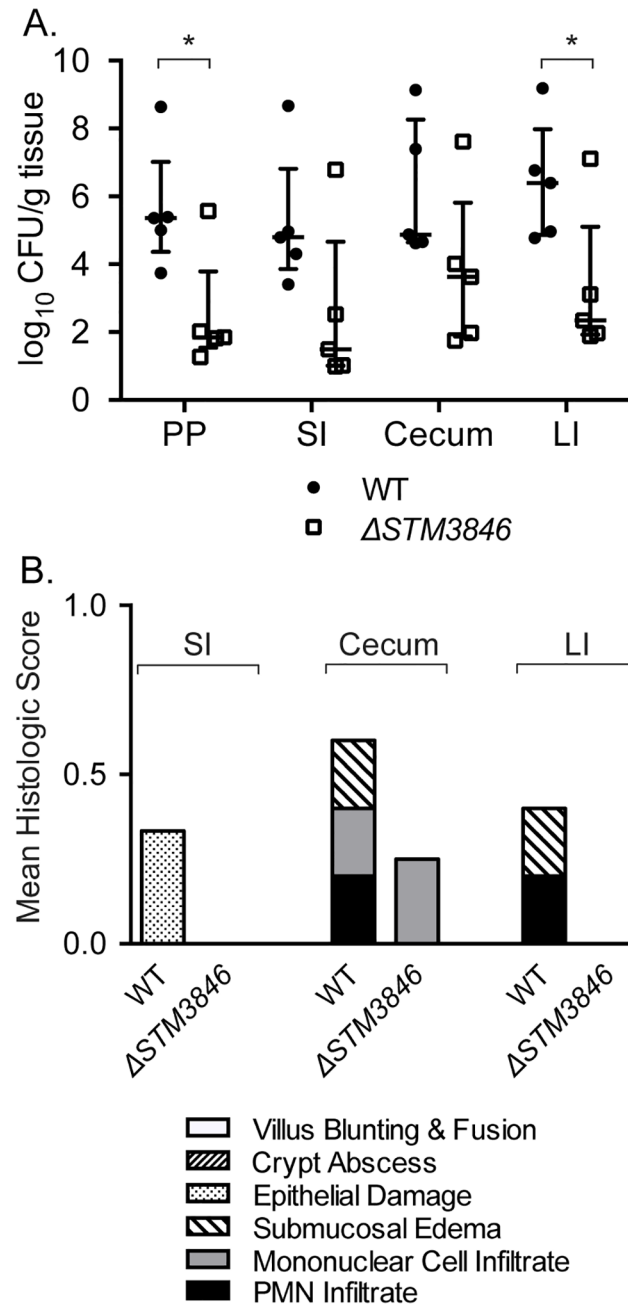 A.
*
*
10
8
6
4
2
0
log10 CFU/g tissue
PP SI Cecum LI
WT
ΔSTM3846
B.
1.0
0.5
0.0
Mean Histologic Score
SI Cecum LI
WT ΔSTM3846 WT ΔSTM3846 WT ΔSTM3846
Villus Blunting & Fusion
Crypt Abscess
Epithelial Damage
Submucosal Edema
Mononuclear Cell Infiltrate
PMN Infiltrate